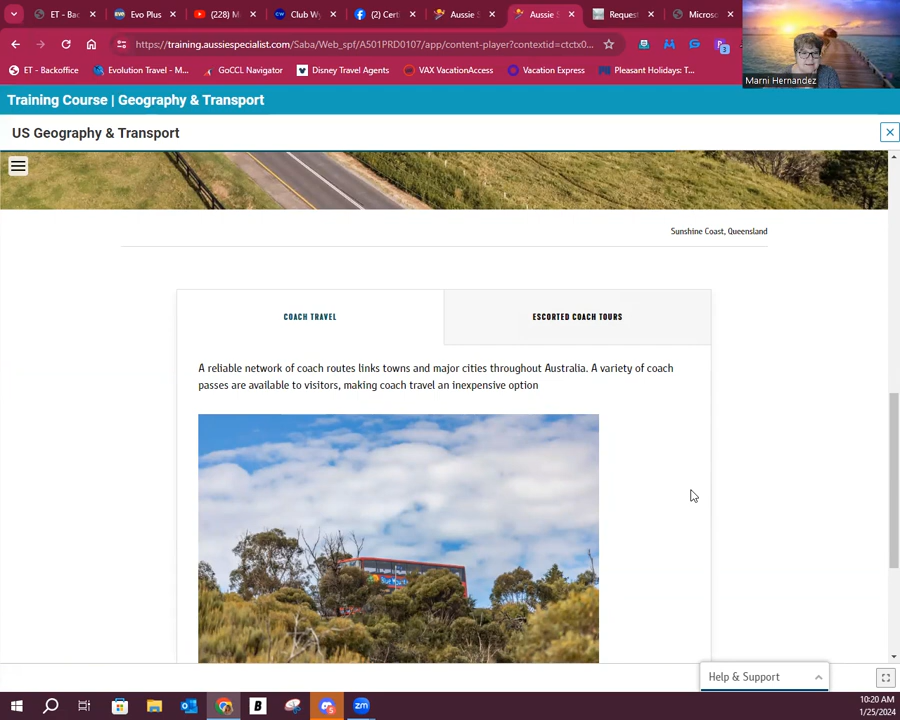 ET - Bac
Evo Plus
(228) M
Club Wy
(2) Cert
Aussie S
Aussie S
Request
Microso
https://training.aussiespecialist.com/Saba/Web_spf/A501PRD0107/app/content-player?contextid=ctctx0...
3
ET - Backoffice
Evolution Travel - M...
GoCCL Navigator
Disney Travel Agents
VAX VacationAccess
Vacation Express
Pleasant Holidays: T...
Marni Hernandez
Training Course | Geography & Transport
US Geography & Transport
Sunshine Coast, Queensland
COACH TRAVEL
ESCORTED COACH TOURS
A reliable network of coach routes links towns and major cities throughout Australia. A variety of coach
passes are available to visitors, making coach travel an inexpensive option
Help & Support
10:20 AM
1/25/2024